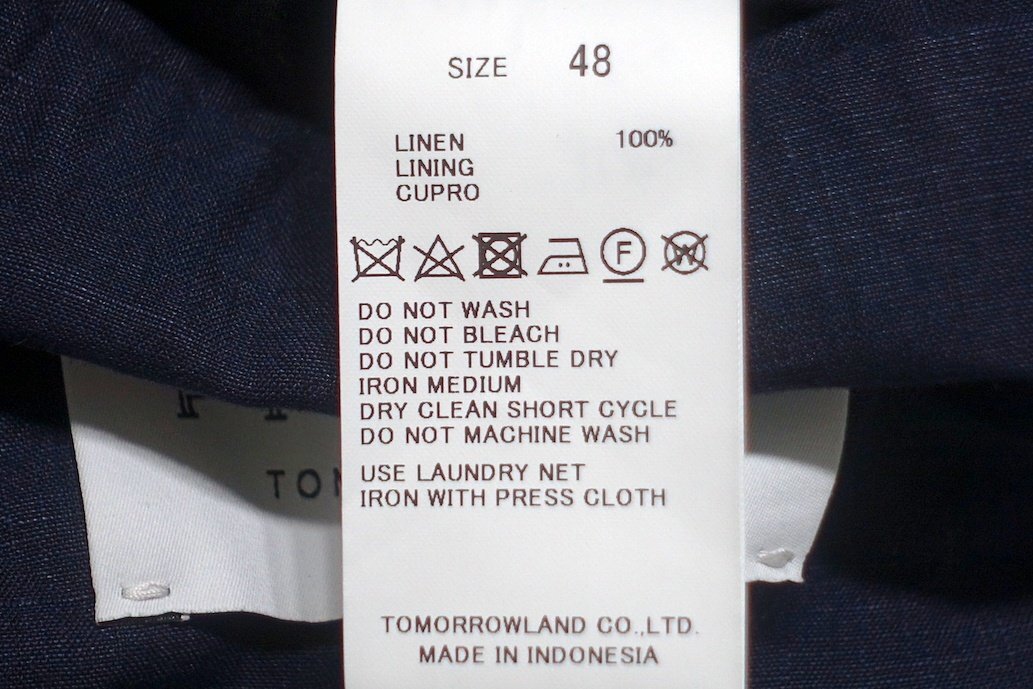 SIZE 48
LINEN 100%
LINING
CUPRO
F W
DO NOT WASH
DO NOT BLEACH
DO NOT TUMBLE DRY
IRON MEDIUM
DRY CLEAN SHORT CYCLE
DO NOT MACHINE WASH
USE LAUNDRY NET
IRON WITH PRESS CLOTH
TOMORROWLAND CO.,LTD.
MADE IN INDONESIA